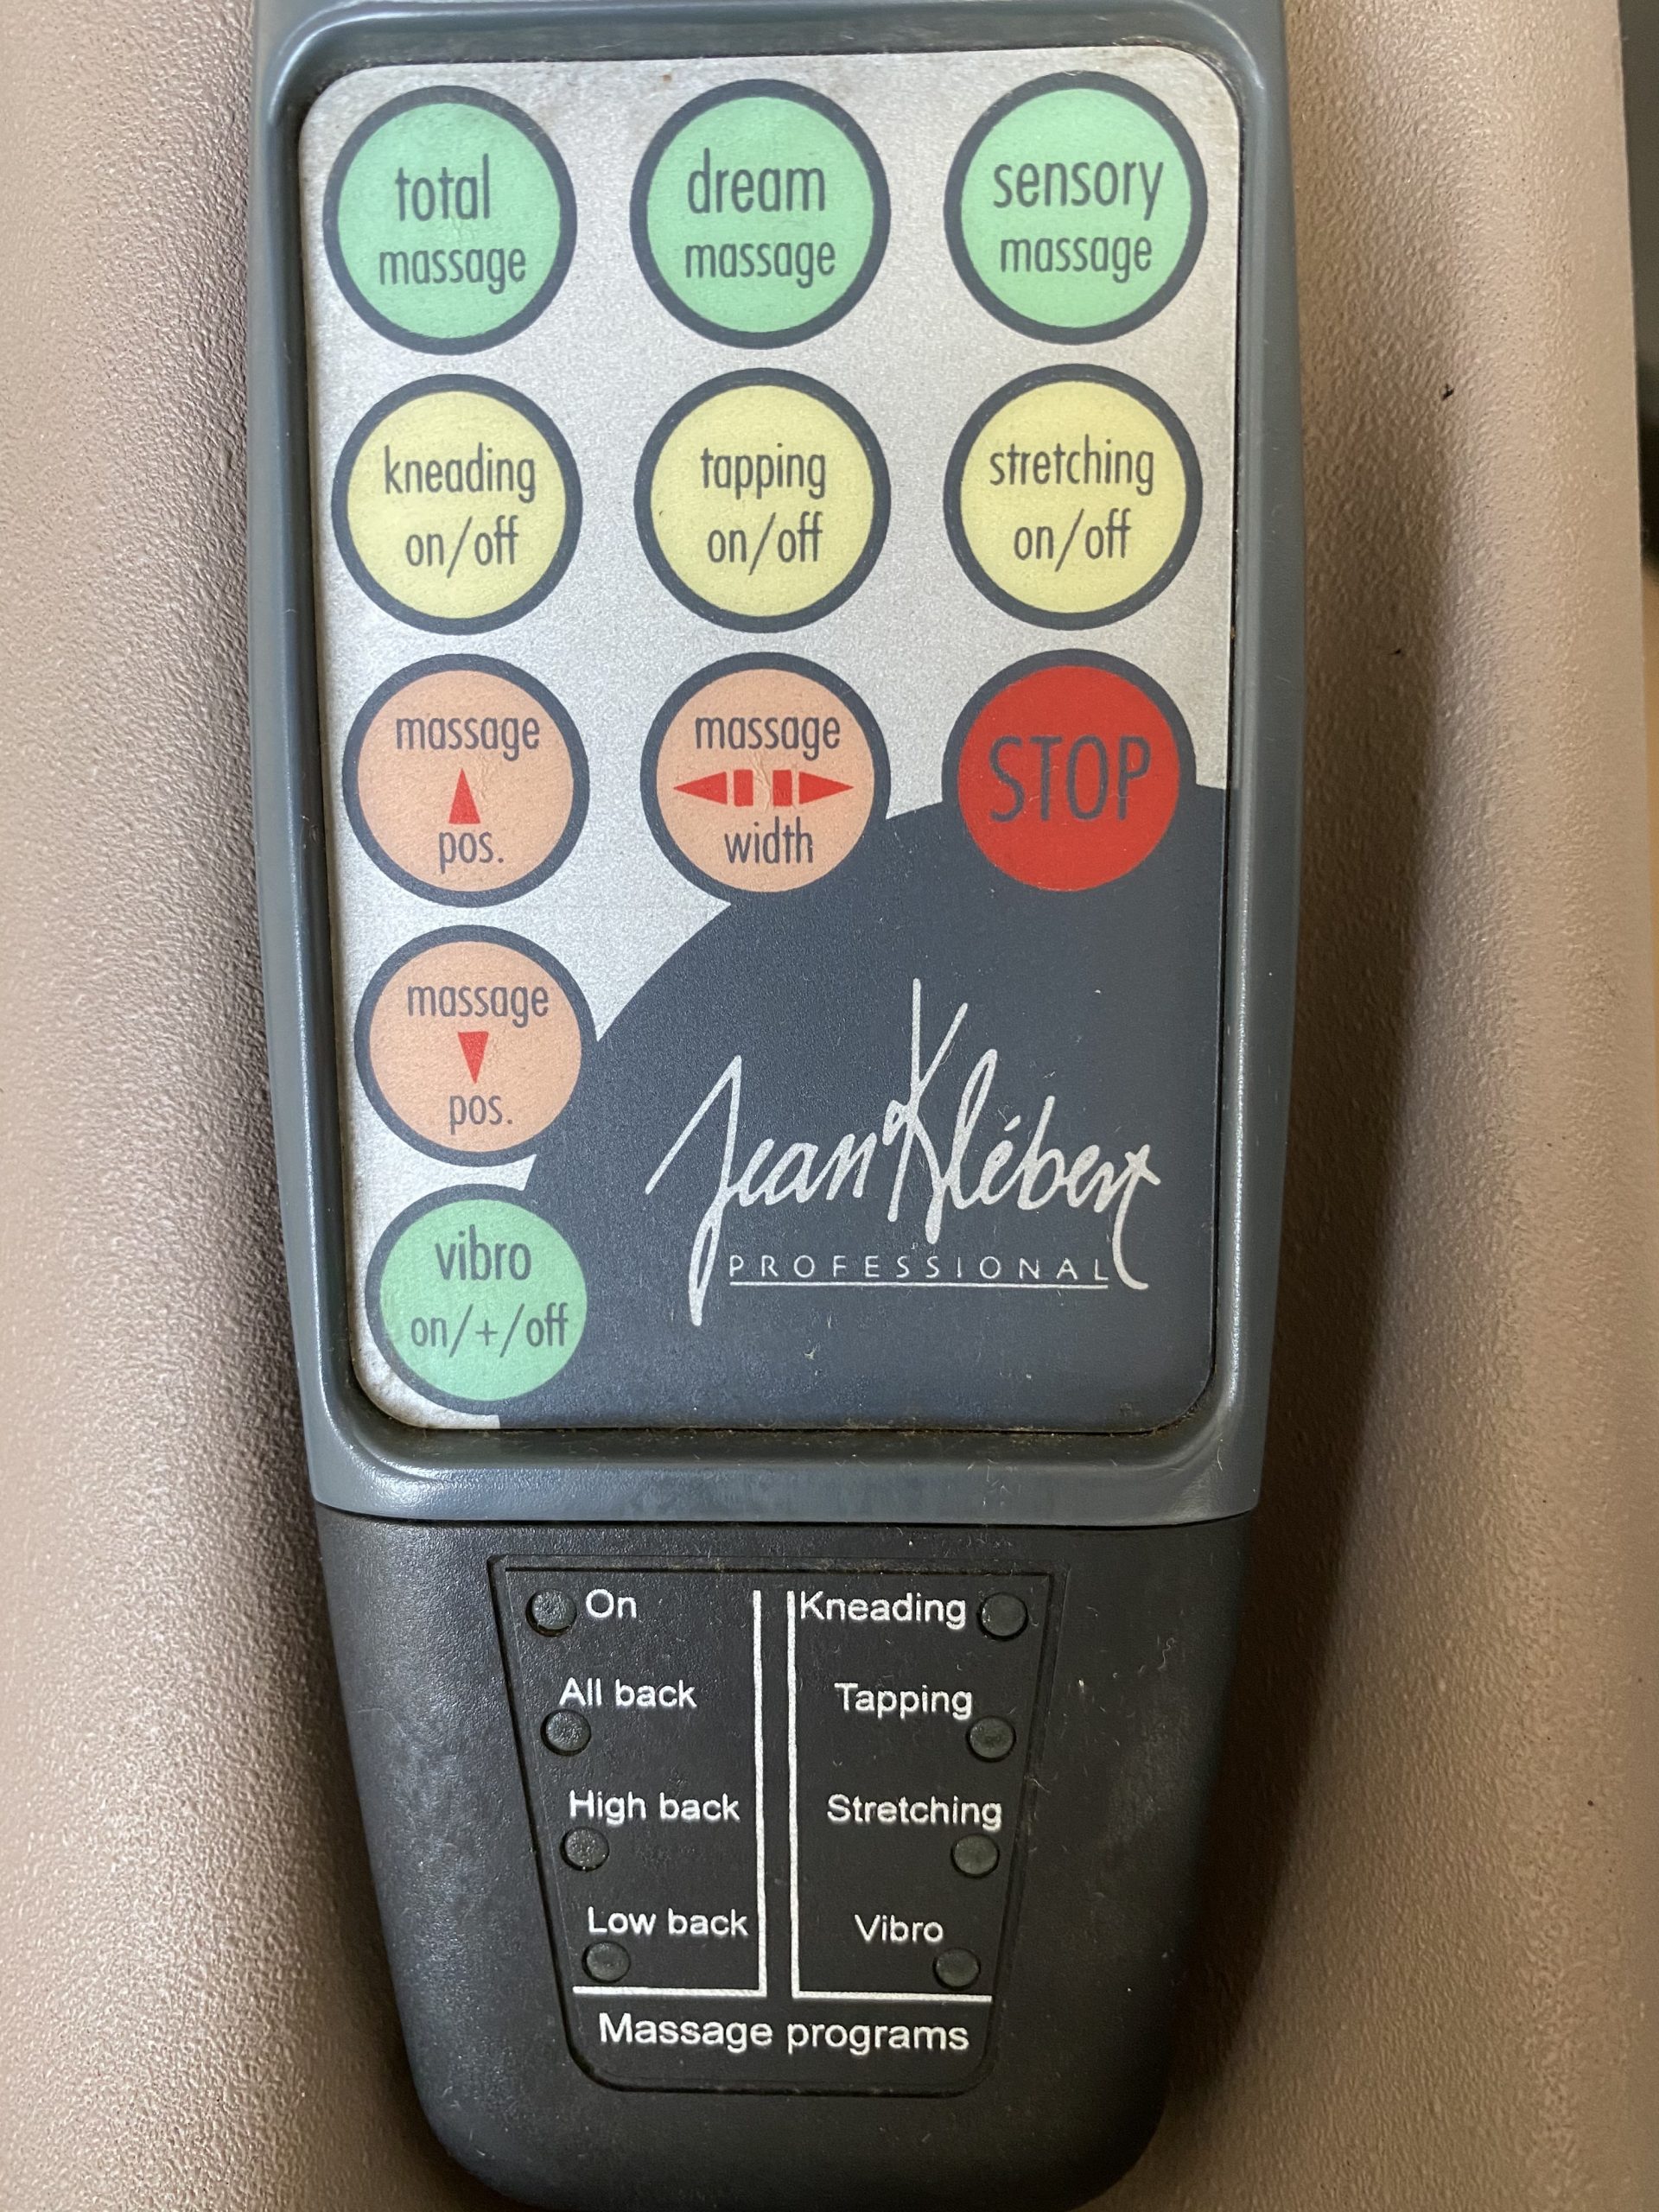 total
massage
dream
massage
sensory
massage
kneading
on/off
tapping
on/off
stretching
on/off
massage
pos.
massage
width
STOP
massage
pos.
Jean Klébert
PROFESSIONAL
vibro
on/+/off
On
Kneading
All back
Tapping
High back
Stretching
Low back
Vibro
Massage programs